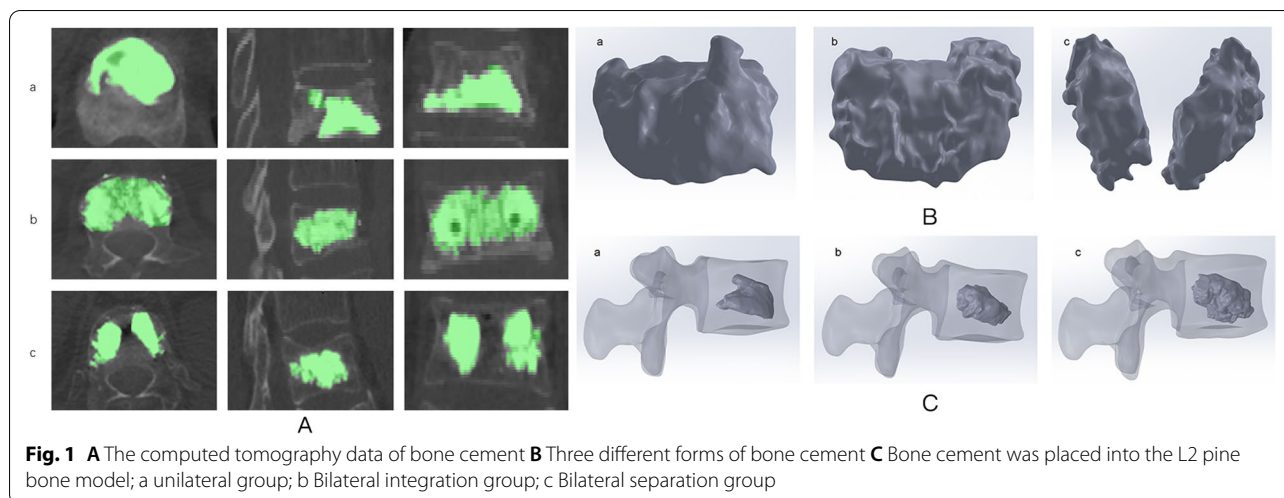 a
b
c
A
a
b
c
B
a
b
c
C
Fig. 1 A The computed tomography data of bone cement B Three different forms of bone cement C Bone cement was placed into the L2 pine
bone model; a unilateral group; b Bilateral integration group; c Bilateral separation group